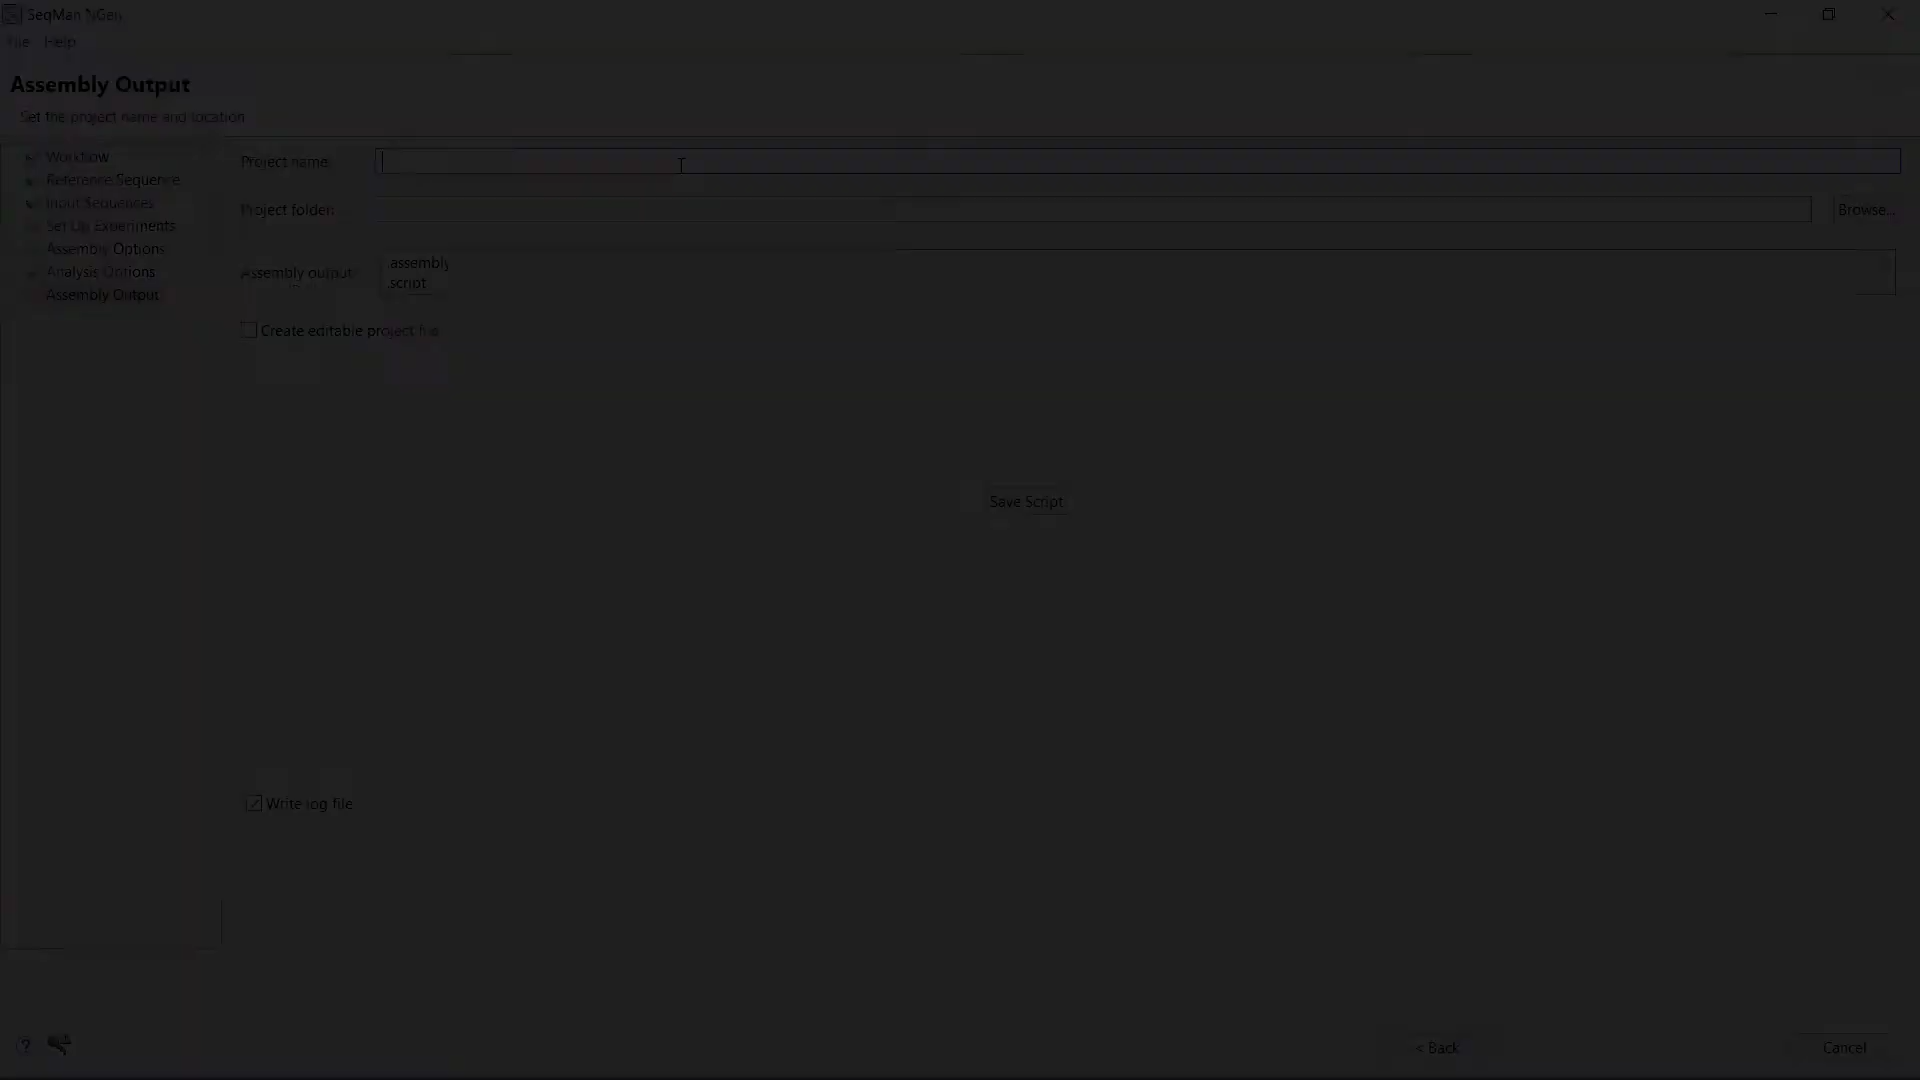 SeqMan NGen
File Help
Assembly Output
Set the project name and location
Workflow
Reference Sequence
Input Sequences
Set Up Experiments
Assembly Options
Analysis Options
Assembly Output
Project name:
Project folder:
Browse...
Assembly output:
.assembly
.script
Create editable project file
Save Script
Write log file
?
< Back
Cancel